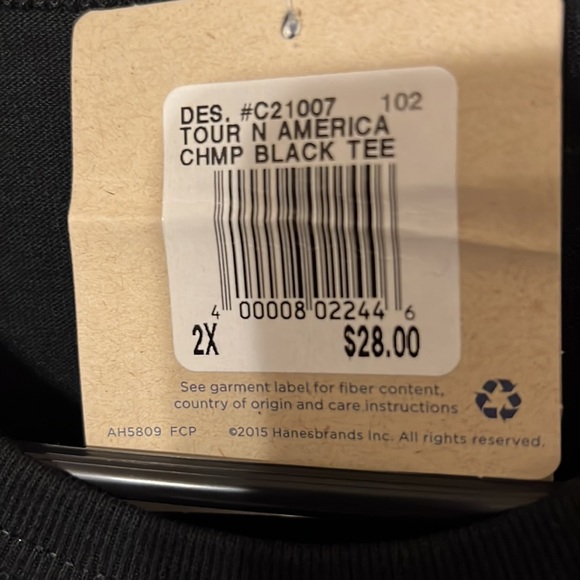 DES. #C21007 102
TOUR N AMERICA
CHMP BLACK TEE
4 00008 02244 6
2X $28.00
See garment label for fiber content,
country of origin and care instructions
AH5809 FCP ©2015 Hanesbrands Inc. All rights reserved.